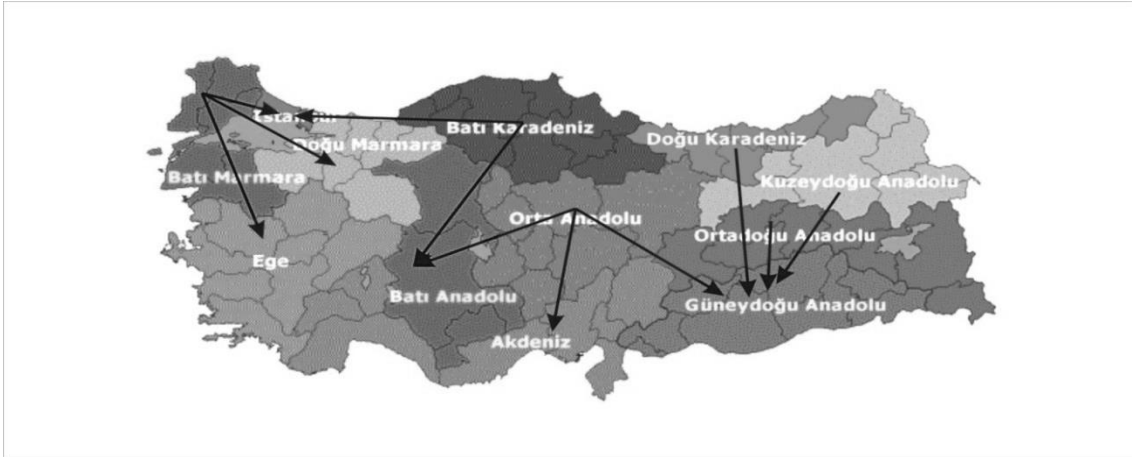 İstanbul
Batı Karadeniz
Doğu Karadeniz
Doğu Marmara
Batı Marmara
Kuzeydoğu Anadolu
Orta Anadolu
Ortadoğu Anadolu
Ege
Batı Anadolu
Güneydoğu Anadolu
Akdeniz